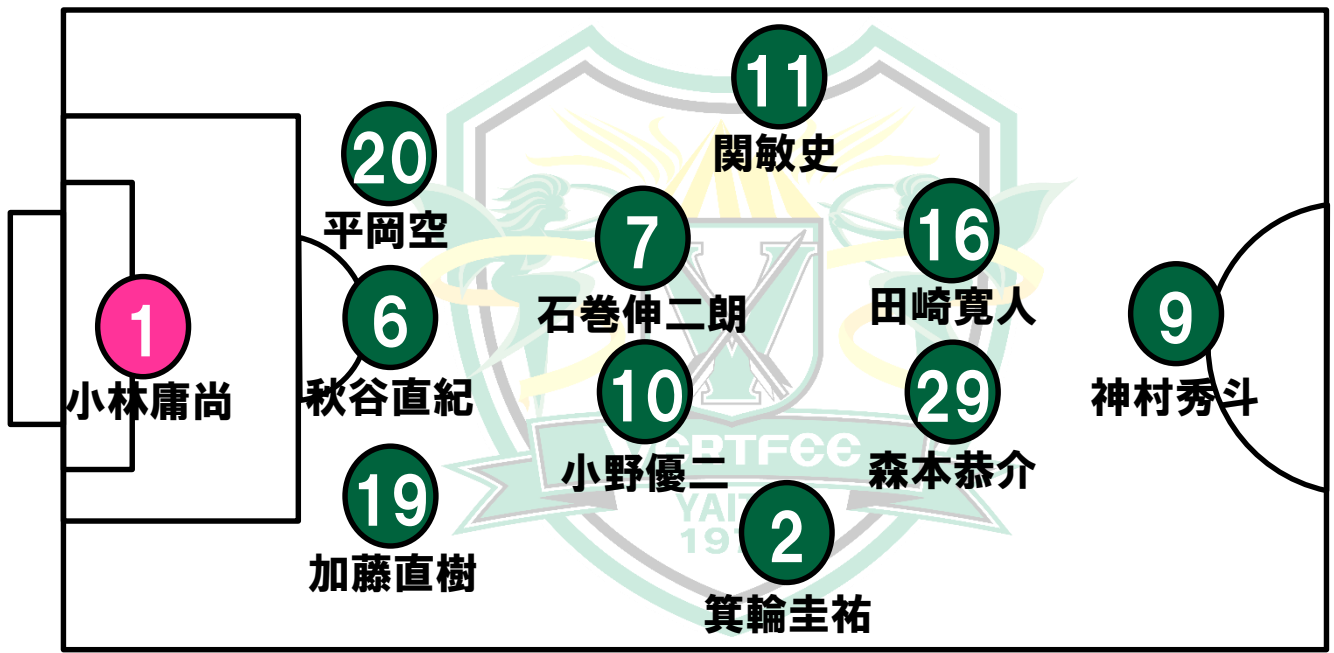 11
関敏史
20
平岡空
7
石巻伸二朗
16
田崎寛人
1
小林庸尚
6
秋谷直紀
9
神村秀斗
10
小野優二
29
森本恭介
19
加藤直樹
2
箕輪圭祐
YAIT
197